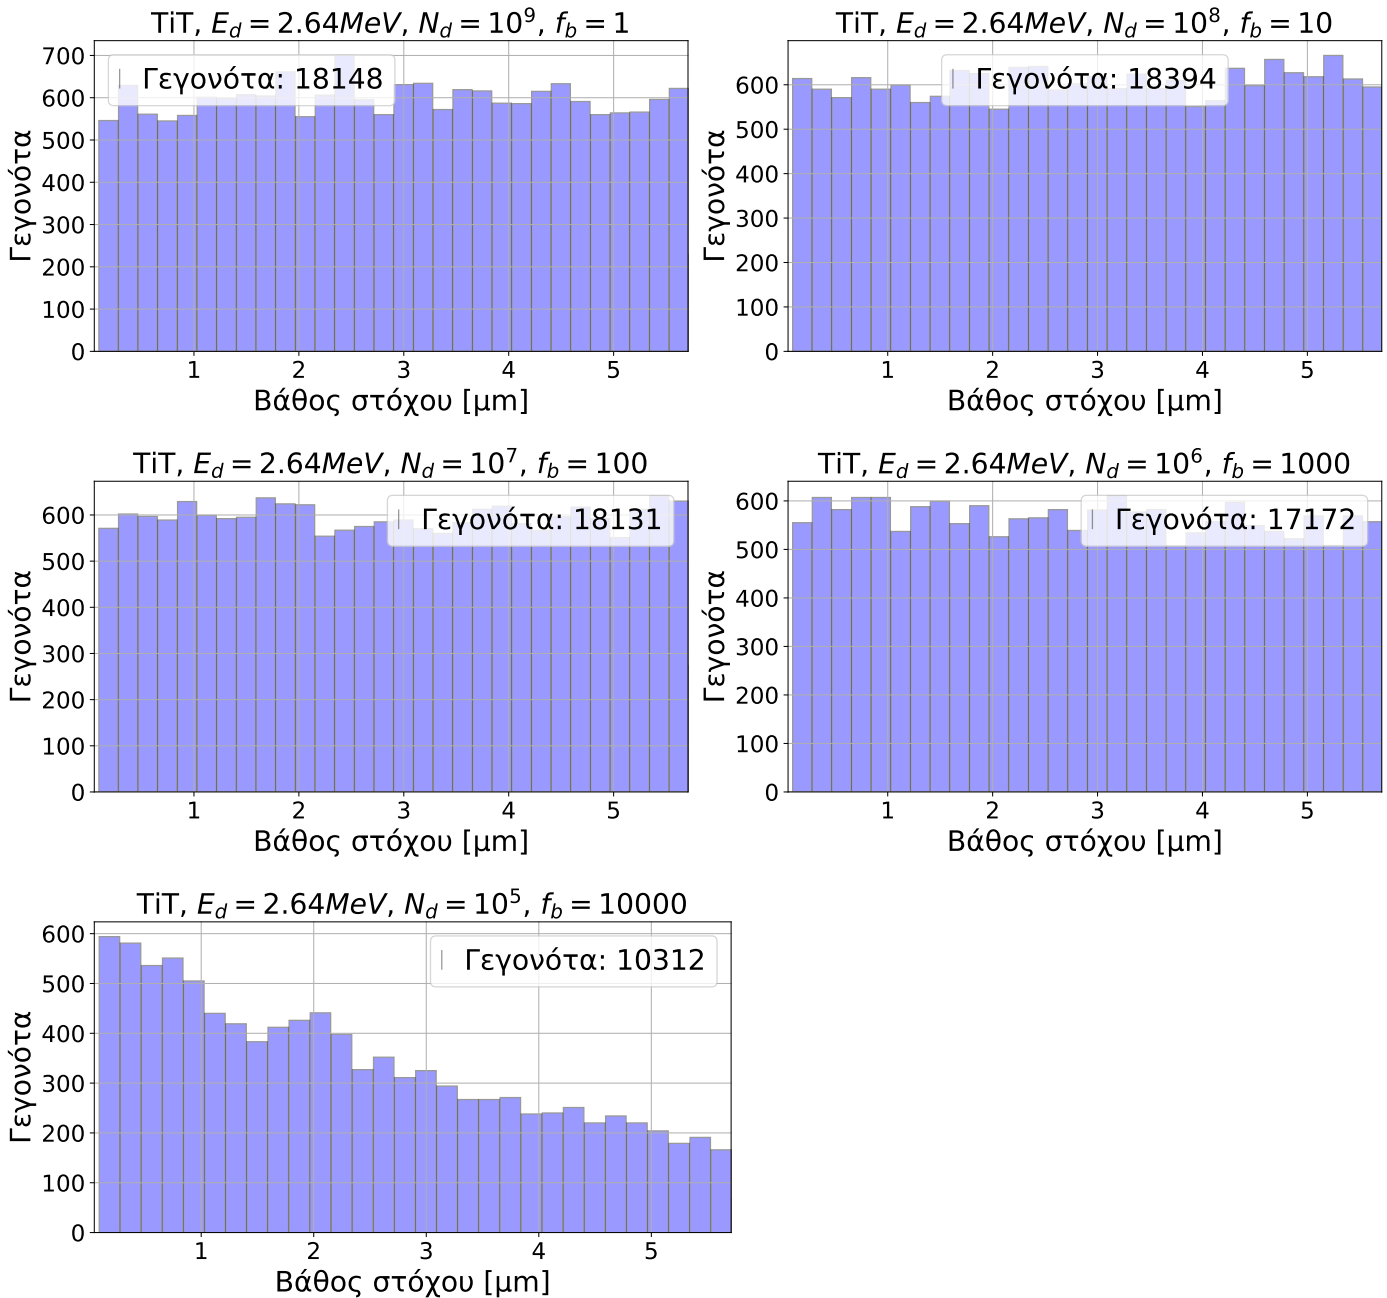 TiT, E_d = 2.64MeV, N_d = 10^9, f_b = 1
Γεγονότα: 18148
Γεγονότα
700
600
500
400
300
200
100
0
1 2 3 4 5
Βάθος στόχου [μm]
TiT, E_d = 2.64MeV, N_d = 10^8, f_b = 10
Γεγονότα: 18394
Γεγονότα
600
500
400
300
200
100
0
1 2 3 4 5
Βάθος στόχου [μm]
TiT, E_d = 2.64MeV, N_d = 10^7, f_b = 100
Γεγονότα: 18131
Γεγονότα
600
500
400
300
200
100
0
1 2 3 4 5
Βάθος στόχου [μm]
TiT, E_d = 2.64MeV, N_d = 10^6, f_b = 1000
Γεγονότα: 17172
Γεγονότα
600
500
400
300
200
100
0
1 2 3 4 5
Βάθος στόχου [μm]
TiT, E_d = 2.64MeV, N_d = 10^5, f_b = 10000
Γεγονότα: 10312
Γεγονότα
600
500
400
300
200
100
0
1 2 3 4 5
Βάθος στόχου [μm]